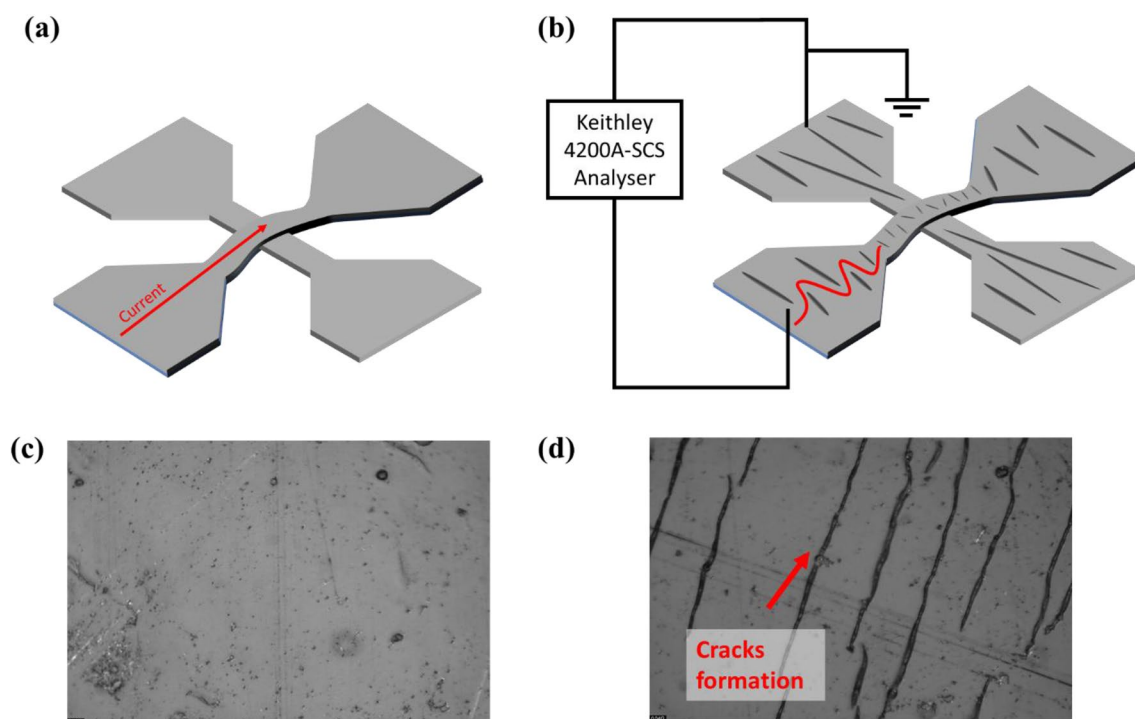 (a)
(b)
Keithley
4200A-SCS
Analyser
Current
(c)
(d)
Cracks
formation